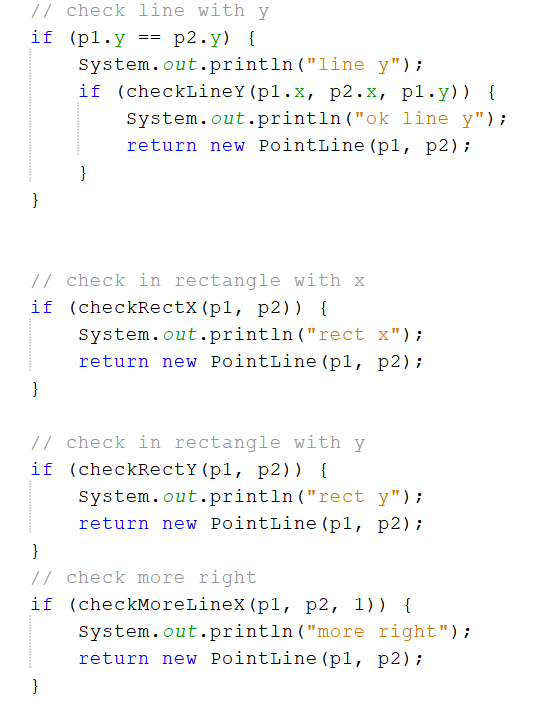 // check line with y
if (p1.y == p2.y) {
    System.out.println("line y");
    if (checkLineY(p1.x, p2.x, p1.y)) {
        System.out.println("ok line y");
        return new PointLine(p1, p2);
    }
}
// check in rectangle with x
if (checkRectX(p1, p2)) {
    System.out.println("rect x");
    return new PointLine(p1, p2);
}
// check in rectangle with y
if (checkRectY(p1, p2)) {
    System.out.println("rect y");
    return new PointLine(p1, p2);
}
// check more right
if (checkMoreLineX(p1, p2, 1)) {
    System.out.println("more right");
    return new PointLine(p1, p2);
}